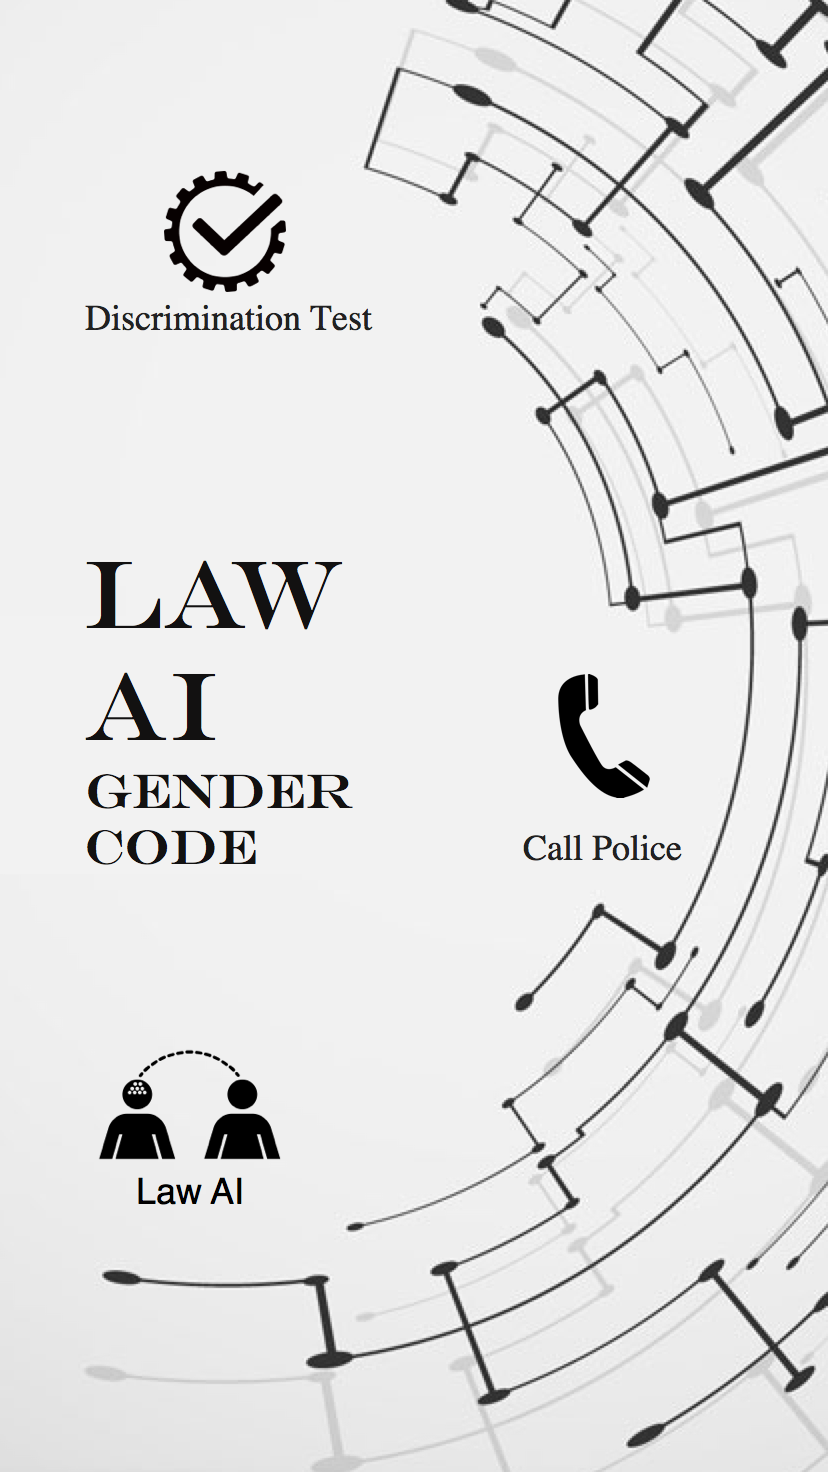 Discrimination Test
LAW
AI
GENDER
CODE
Call Police
Law AI